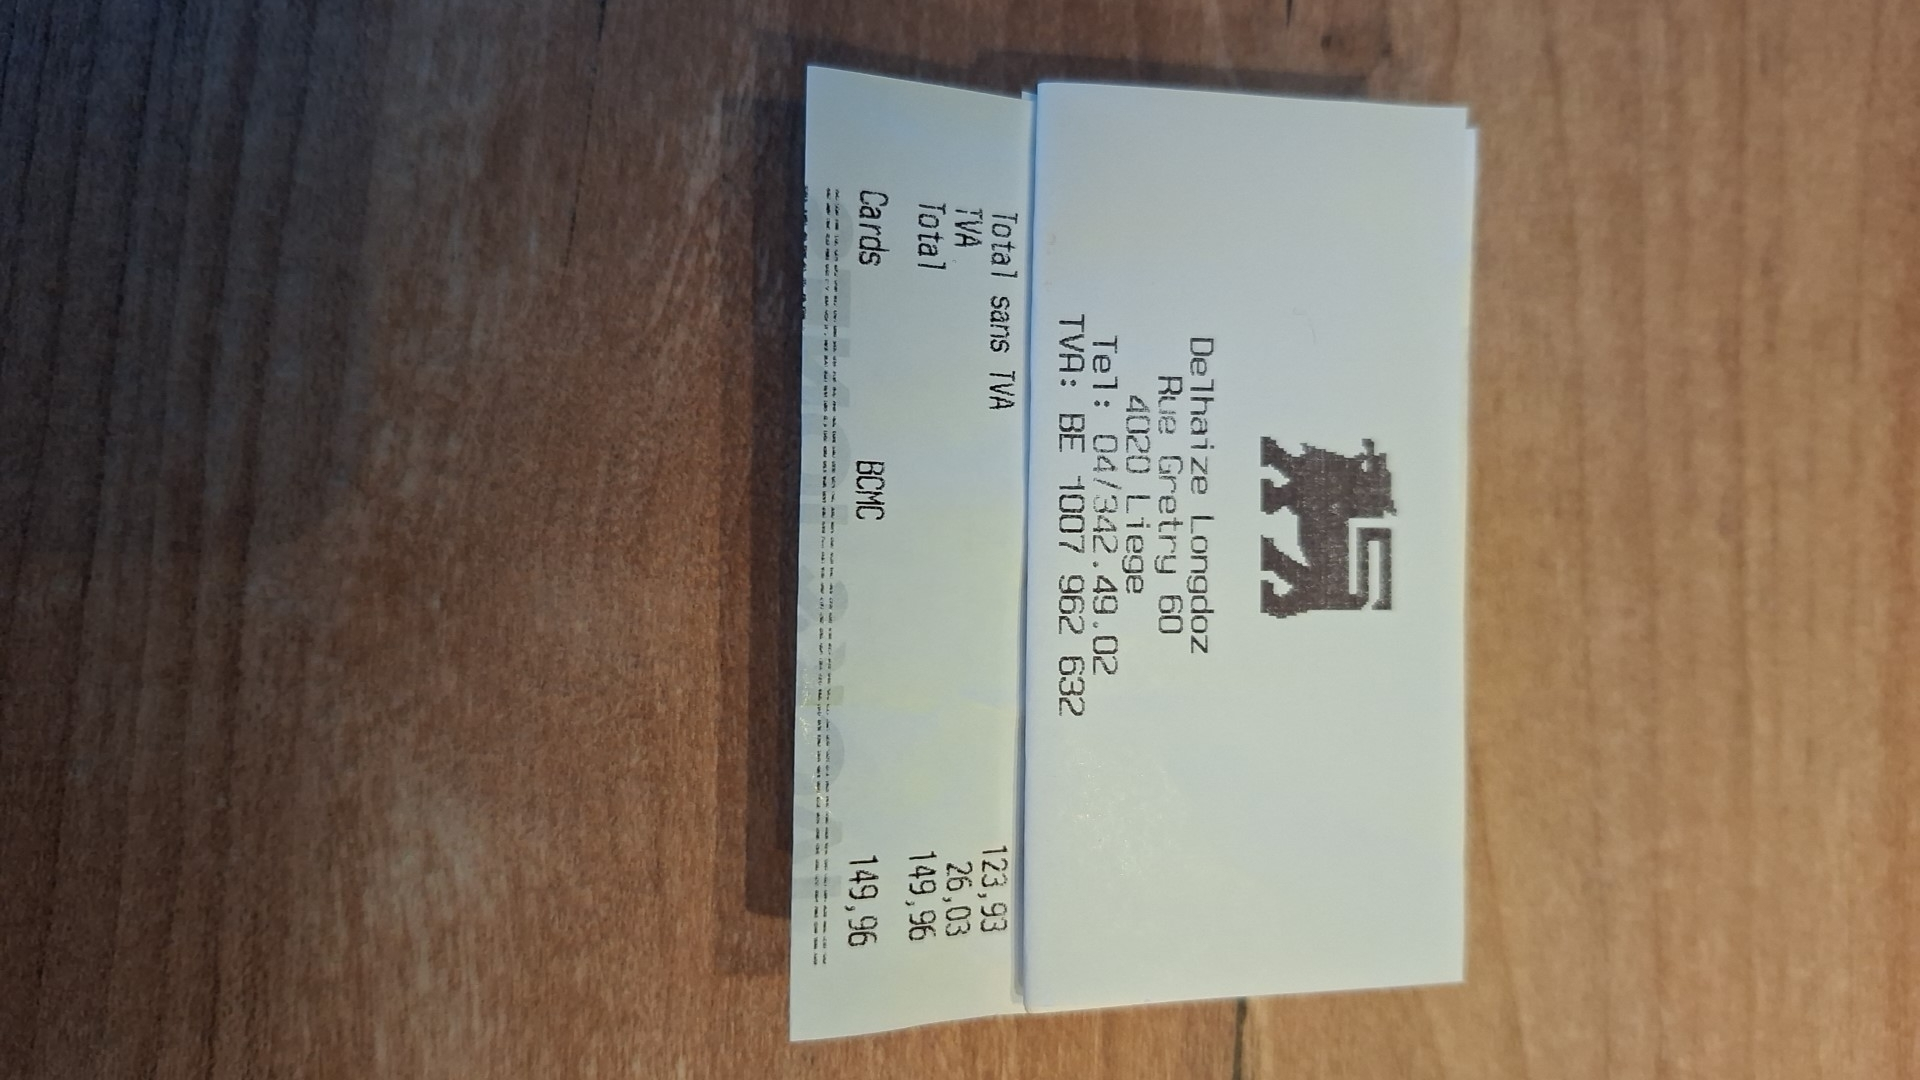 Delhaize Longdoz
Rue Gretry 60
4020 Liege
Tel: 04/342.49.02
TVA: BE 1007 962 632
Total sans TVA 123,93
TVA 26,03
Total 149,96
Cards BCMC 149,96